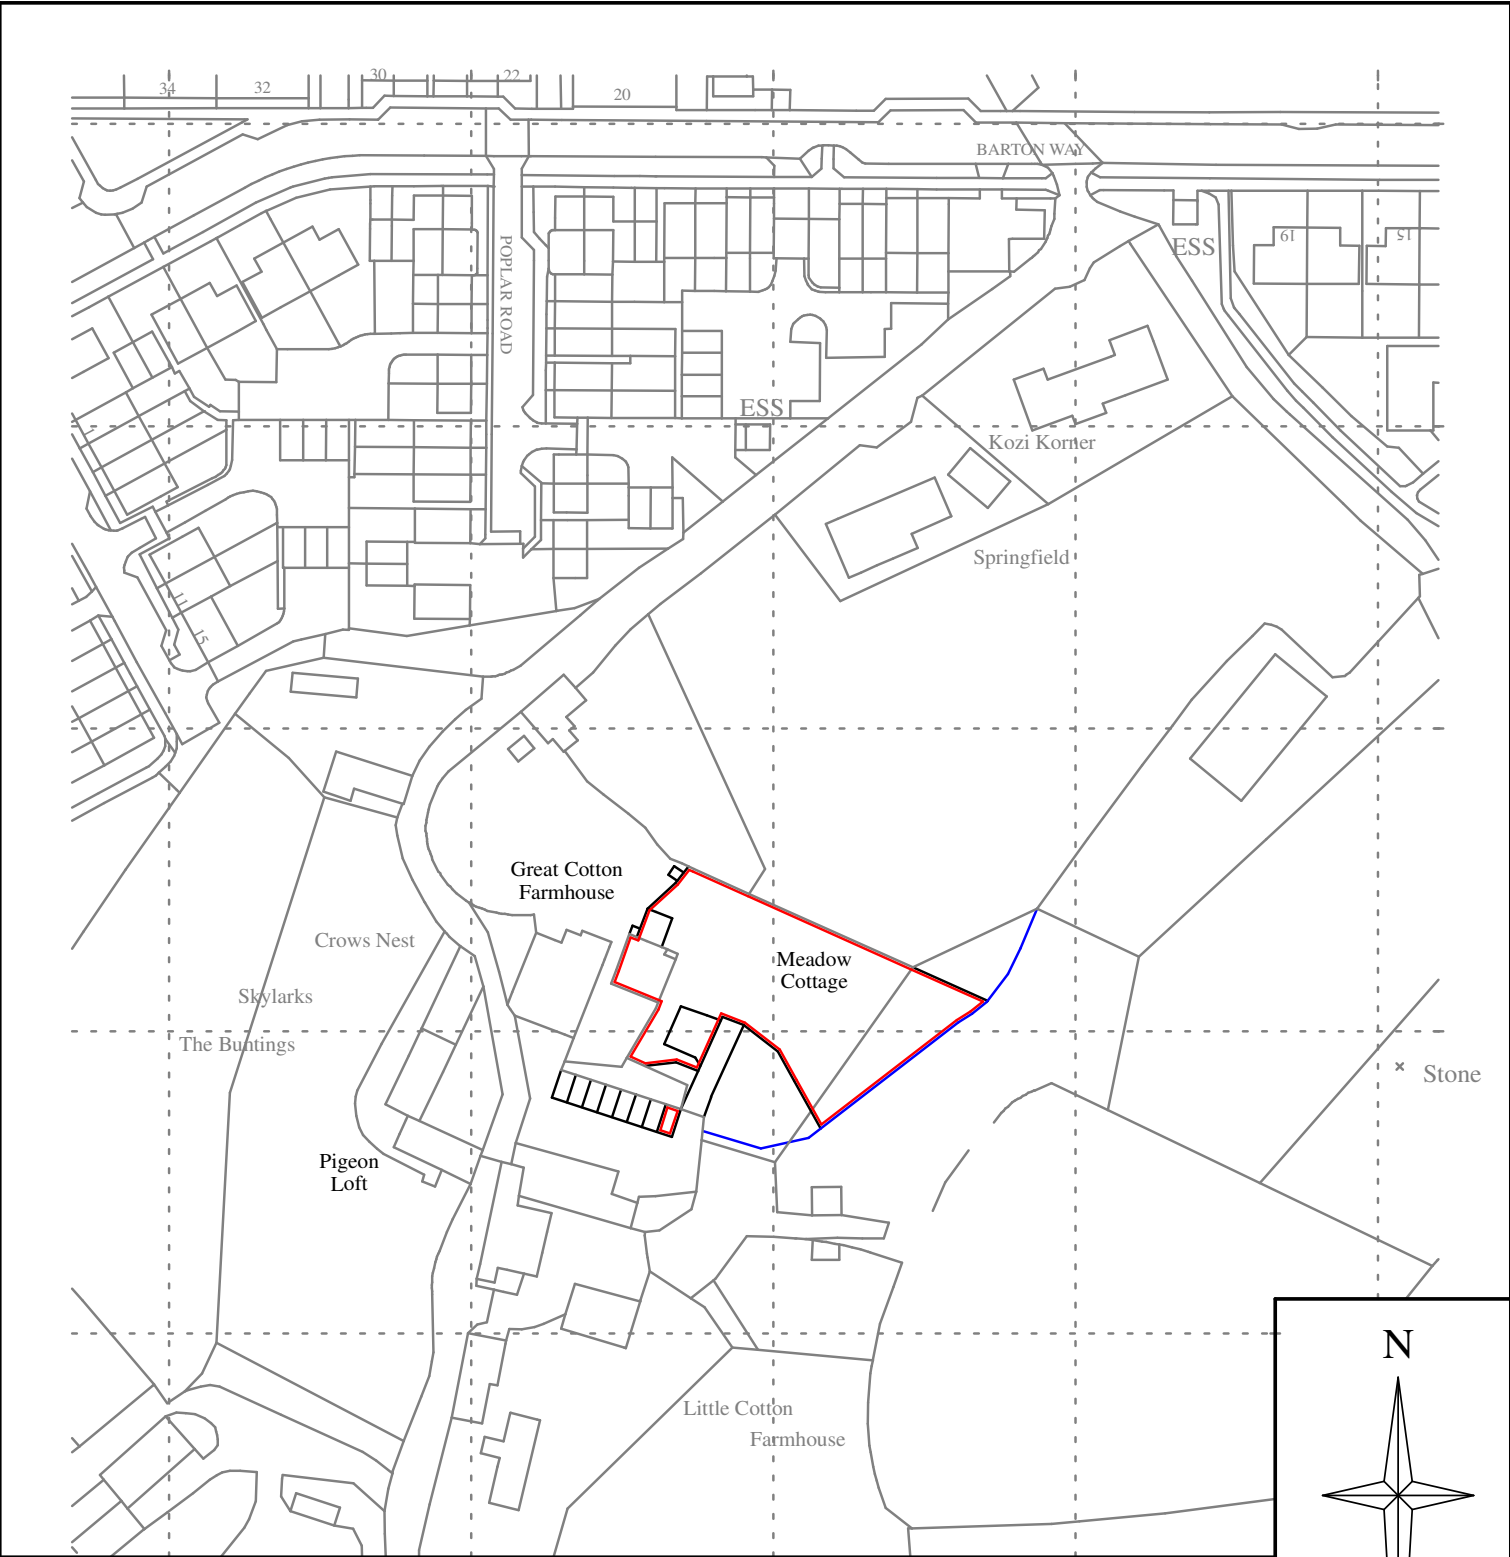 34
32
30
22
20
BARTON WAY
ESS
19
15
POPLAR ROAD
ESS
Kozi Korner
Springfield
11
15
Great Cotton
Farmhouse
Crows Nest
Meadow
Cottage
Skylarks
The Buntings
Stone
Pigeon
Loft
Little Cotton
Farmhouse
N